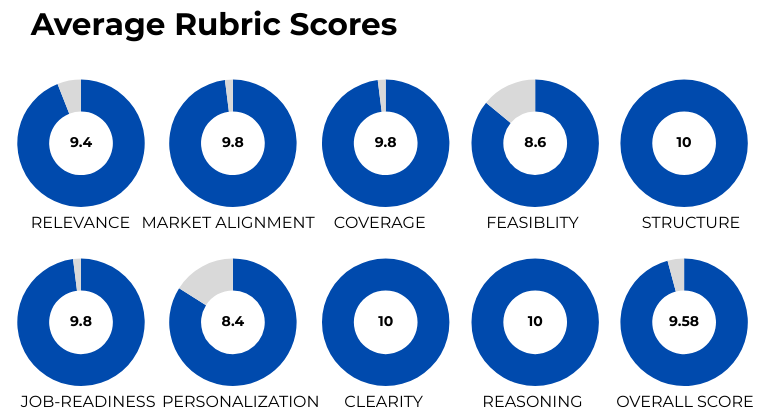 Average Rubric Scores
9.4 9.8 9.8 8.6 10
RELEVANCE MARKET ALIGNMENT COVERAGE FEASIBLITY STRUCTURE
9.8 8.4 10 10 9.58
JOB-READINESS PERSONALIZATION CLEARITY REASONING OVERALL SCORE